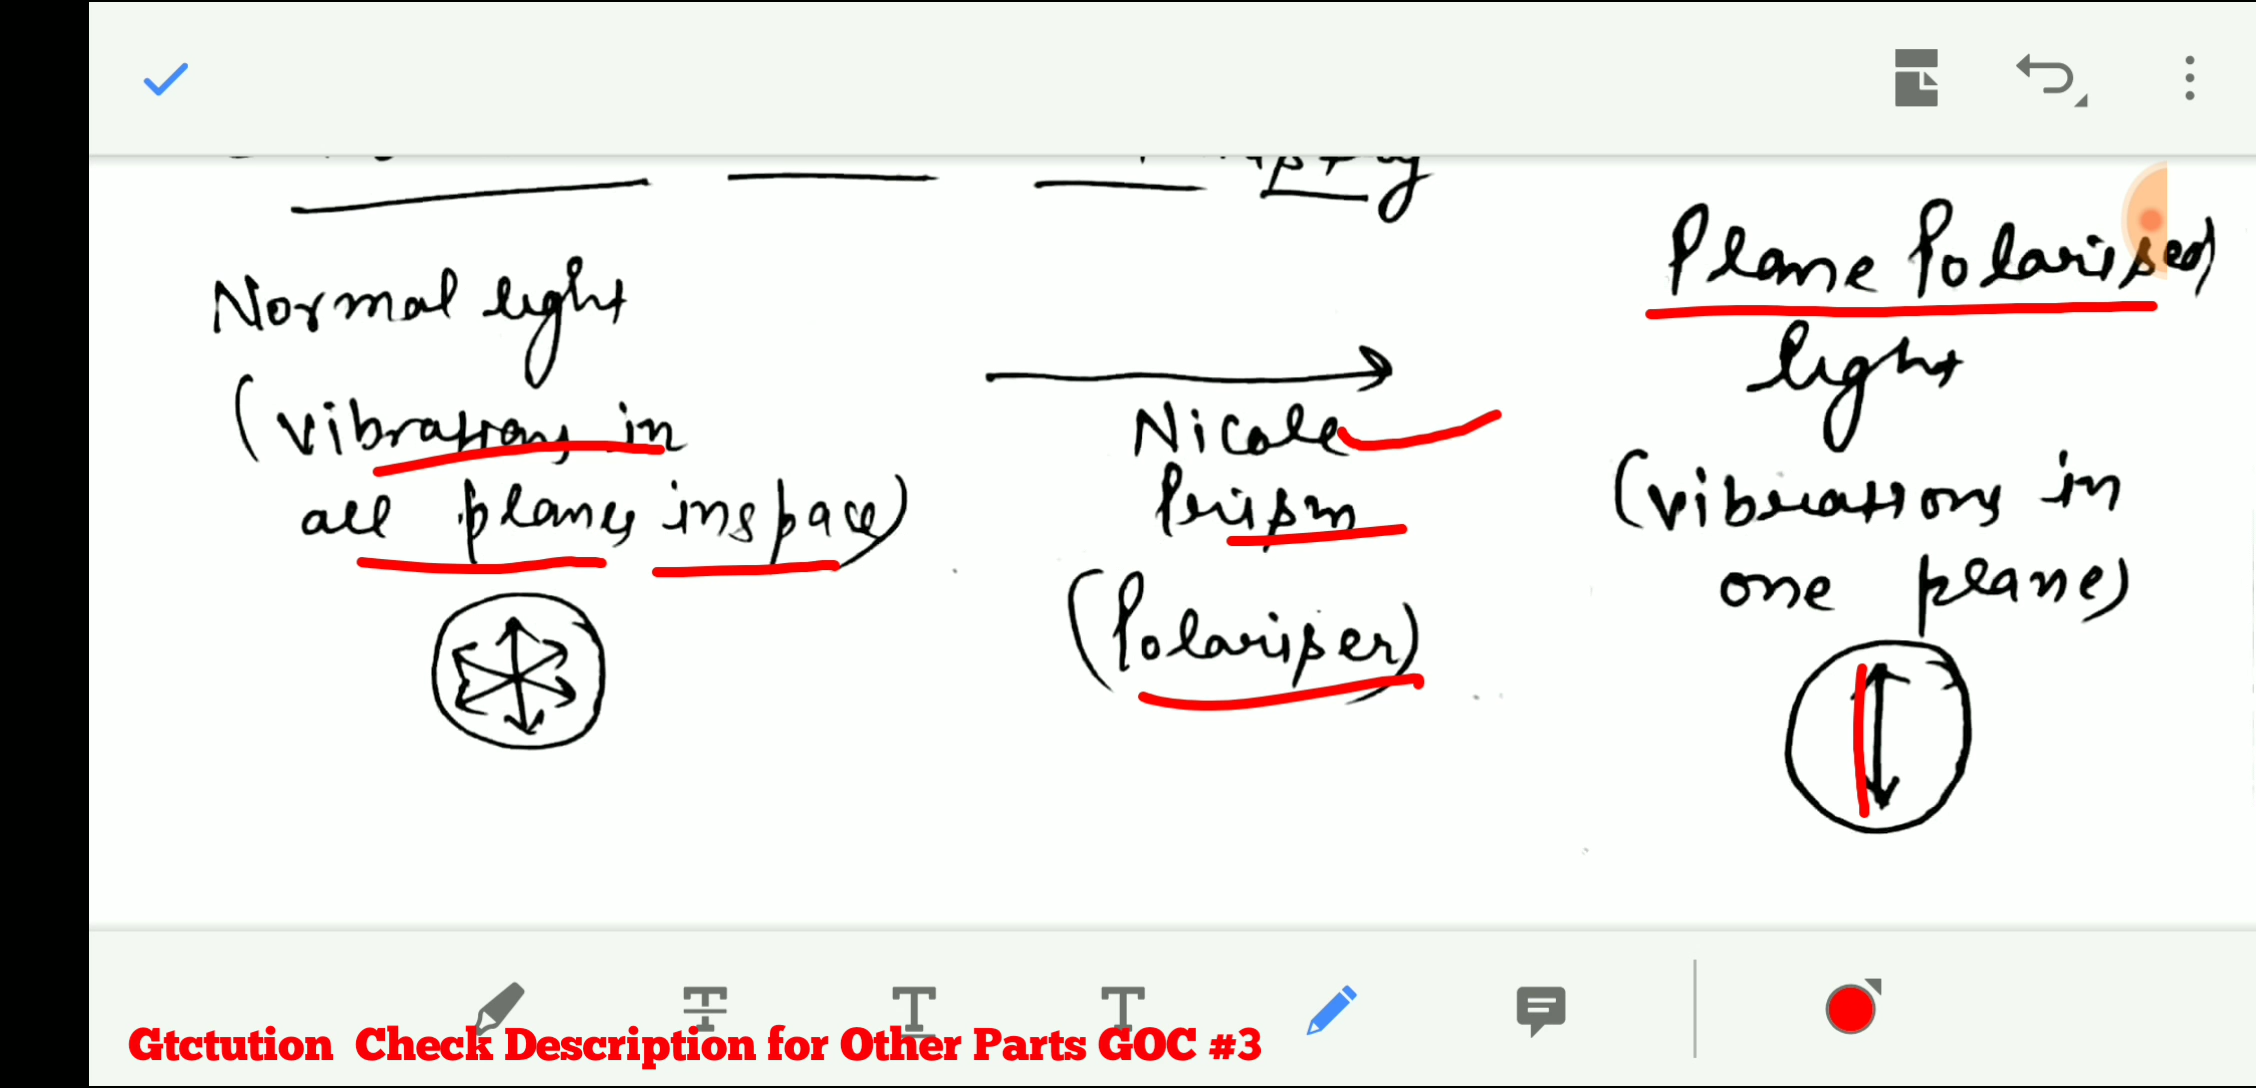 Normal light
(vibrations in
all planes in space)
Nicole
Prism
(Polariser)
Plane Polarised
light
(vibrations in
one plane)
Gtctution Check Description for Other Parts GOC #3